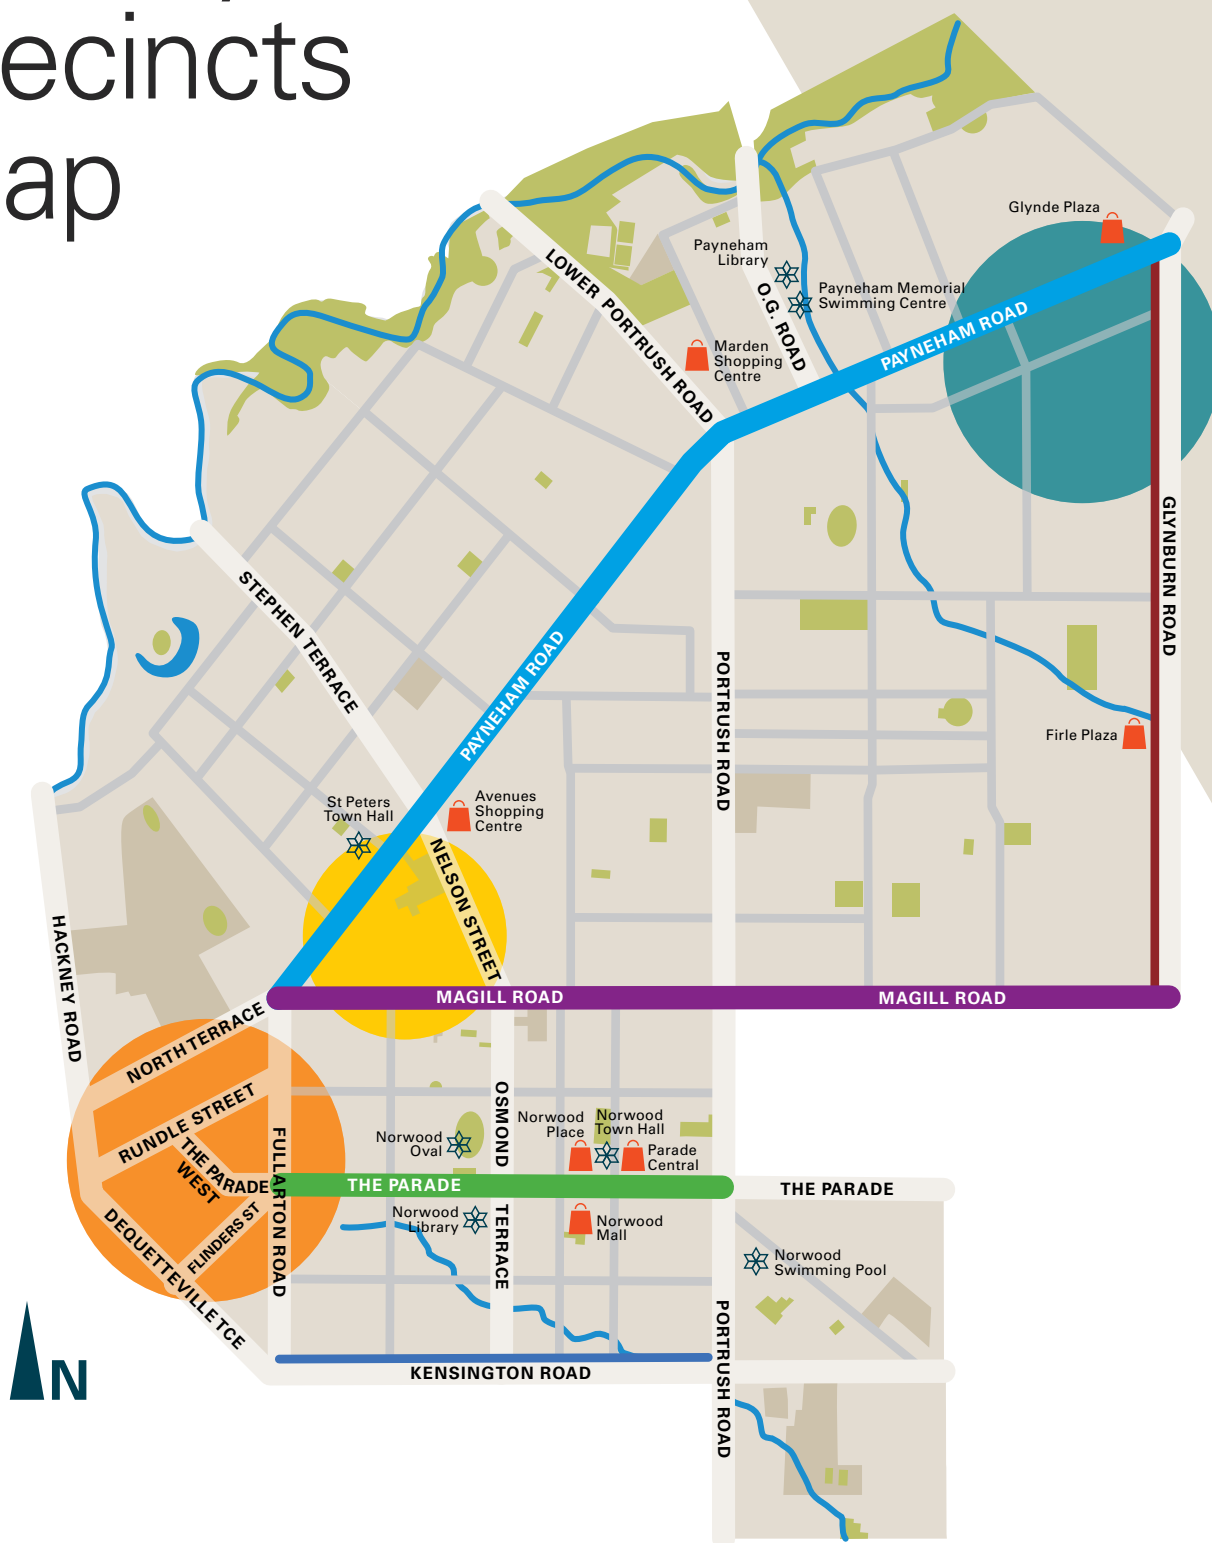 ecincts
ap
Glynde Plaza
Payneham
Library
LOWER PORTRUSH ROAD
O.G. ROAD
Payneham Memorial
Swimming Centre
PAYNEHAM ROAD
Marden
Shopping
Centre
GLYNBURN ROAD
STEPHEN TERRACE
PAYNEHAM ROAD
PORTRUSH ROAD
Firle Plaza
St Peters
Town Hall
Avenues
Shopping
Centre
NELSON STREET
HACKNEY ROAD
MAGILL ROAD
MAGILL ROAD
NORTH TERRACE
RUNDLE STREET
THE PARADE
WEST
PARADE
FULLARTON ROAD
OSMOND
TERRACE
Norwood
Place
Norwood
Town Hall
Norwood
Oval
Parade
Central
THE PARADE
THE PARADE
FLINDERS ST
DEQUETTEVILLE TCE
Norwood
Library
Norwood
Mall
Norwood
Swimming Pool
PORTRUSH ROAD
KENSINGTON ROAD
N